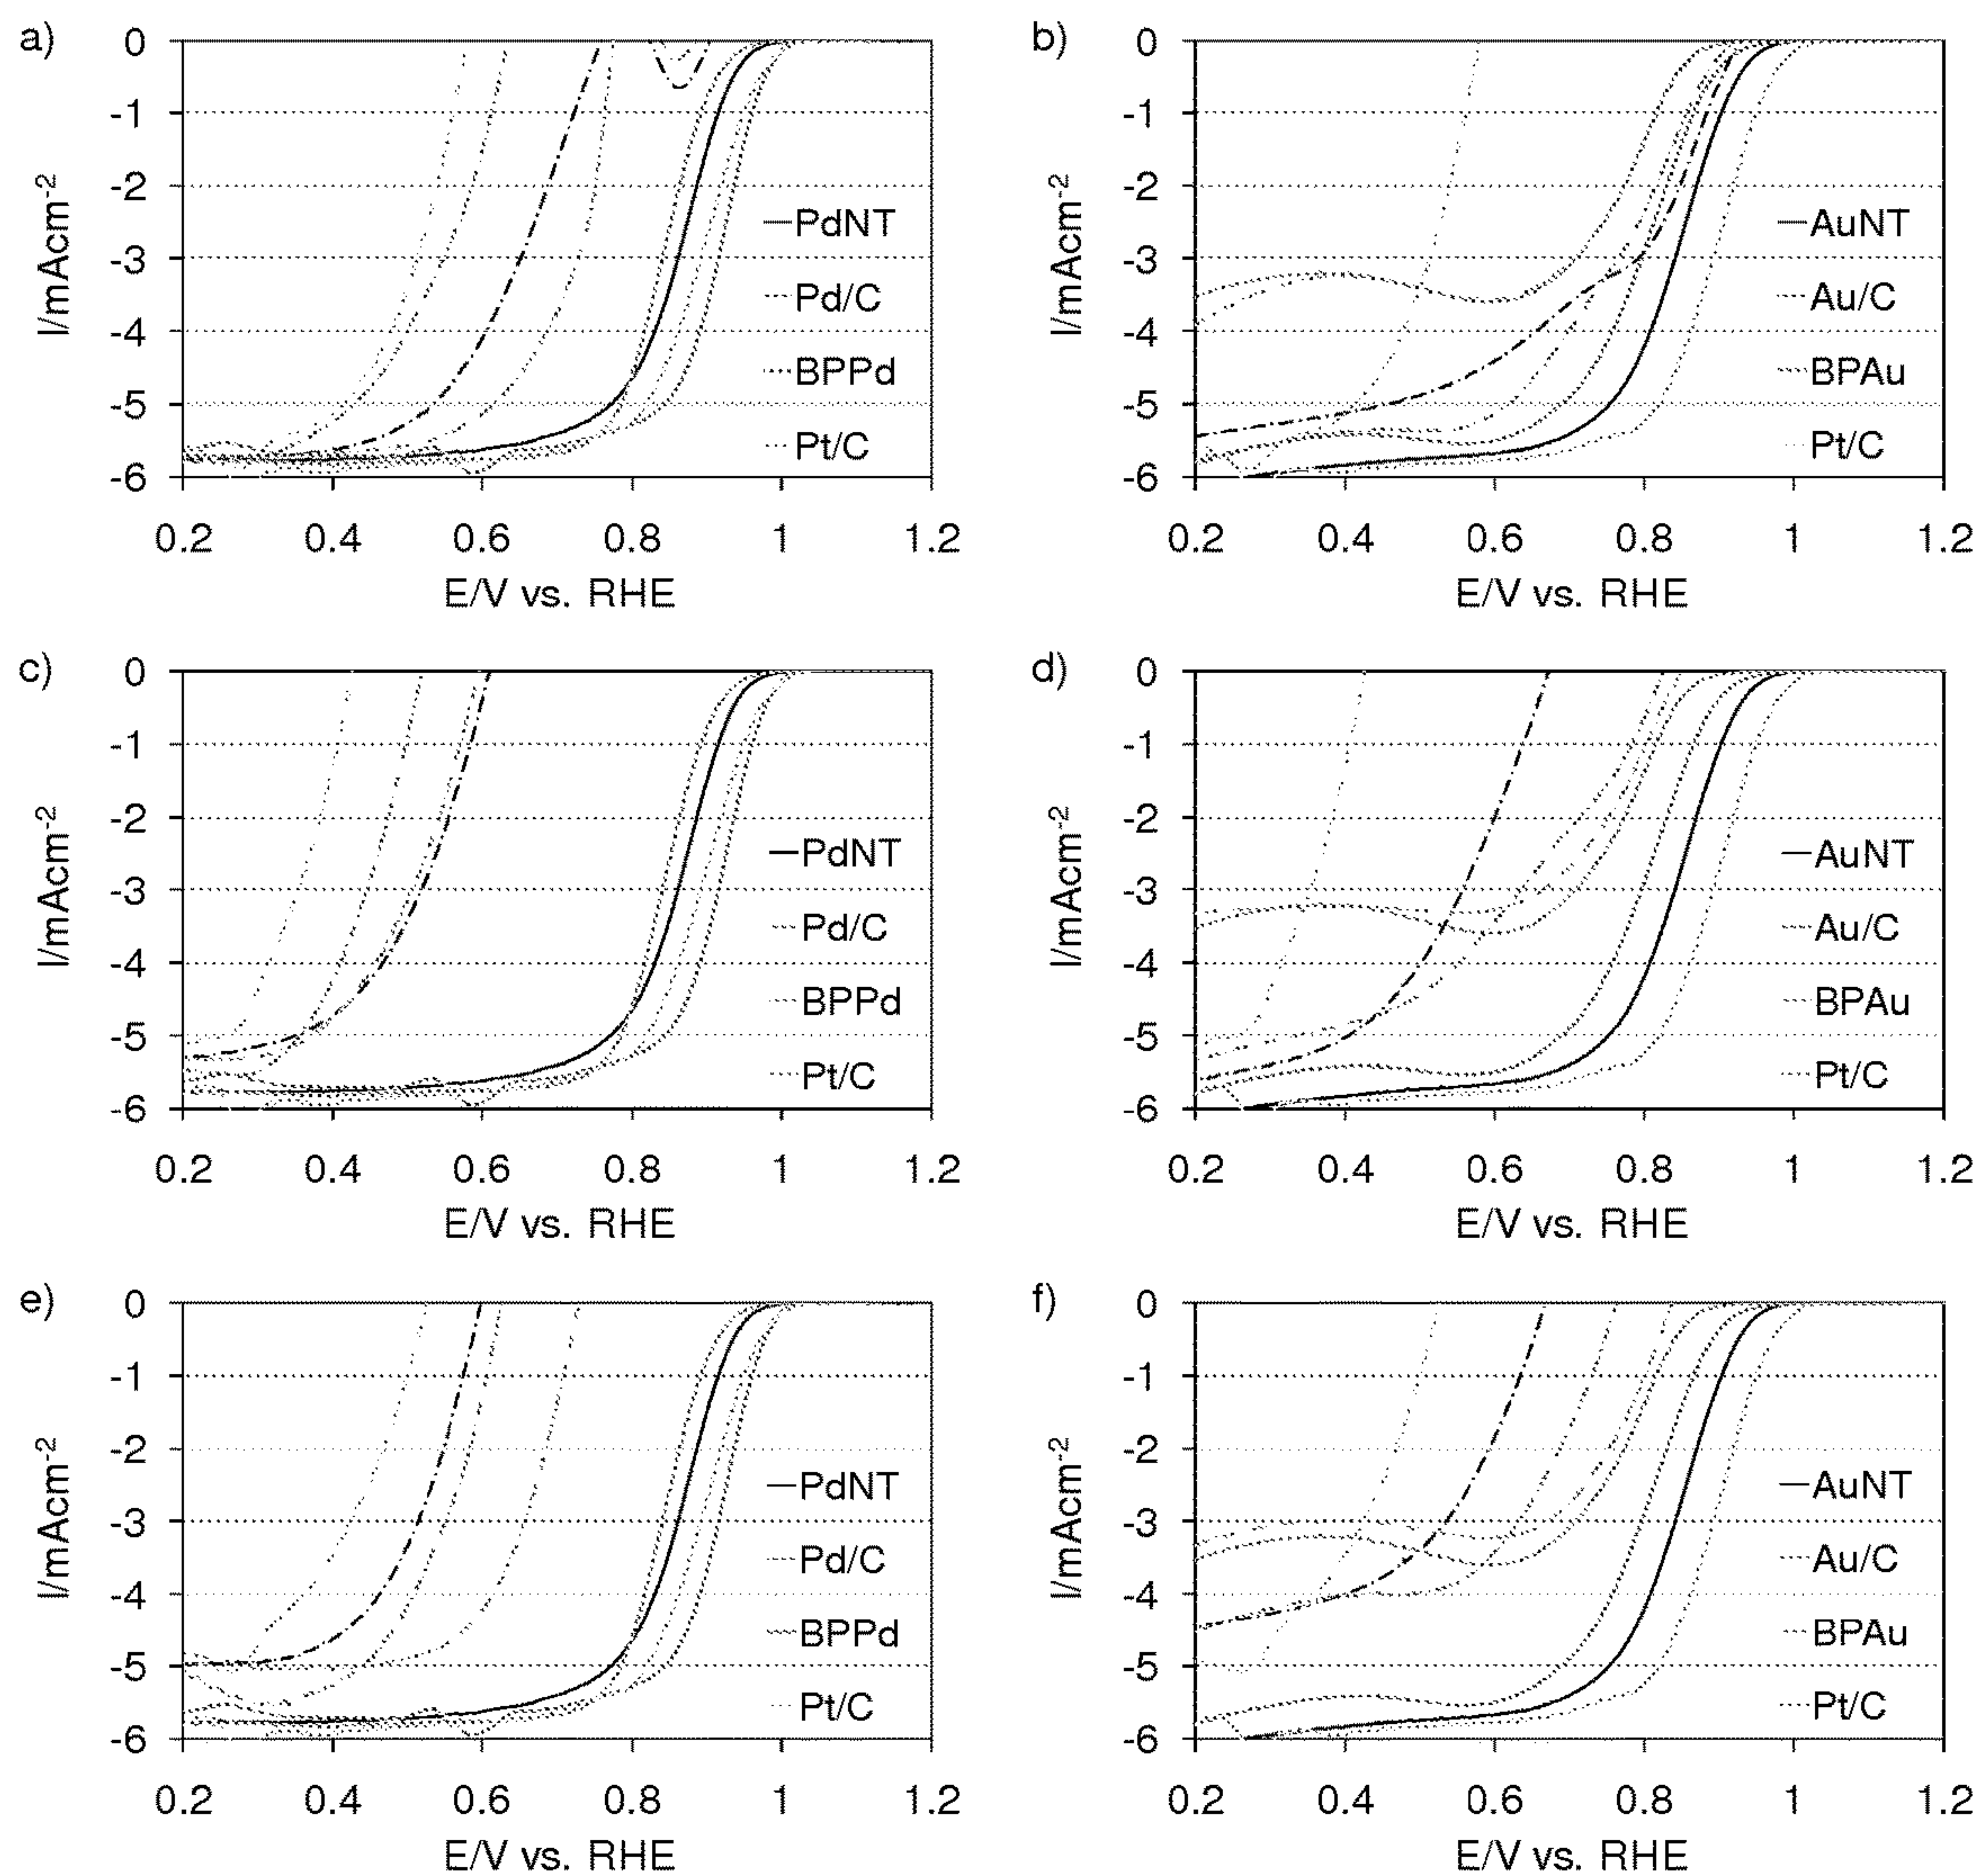 a)
0
-1
-2
-3
-4
-5
-6
I/mAcm-2
PdNT
Pd/C
BPPd
Pt/C
0.2 0.4 0.6 0.8 1 1.2
E/V vs. RHE
b)
0
-1
-2
-3
-4
-5
-6
I/mAcm-2
AuNT
Au/C
BPAu
Pt/C
0.2 0.4 0.6 0.8 1 1.2
E/V vs. RHE
c)
0
-1
-2
-3
-4
-5
-6
I/mAcm-2
PdNT
Pd/C
BPPd
Pt/C
0.2 0.4 0.6 0.8 1 1.2
E/V vs. RHE
d)
0
-1
-2
-3
-4
-5
-6
I/mAcm-2
AuNT
Au/C
BPAu
Pt/C
0.2 0.4 0.6 0.8 1 1.2
E/V vs. RHE
e)
0
-1
-2
-3
-4
-5
-6
I/mAcm-2
PdNT
Pd/C
BPPd
Pt/C
0.2 0.4 0.6 0.8 1 1.2
E/V vs. RHE
f)
0
-1
-2
-3
-4
-5
-6
I/mAcm-2
AuNT
Au/C
BPAu
Pt/C
0.2 0.4 0.6 0.8 1 1.2
E/V vs. RHE